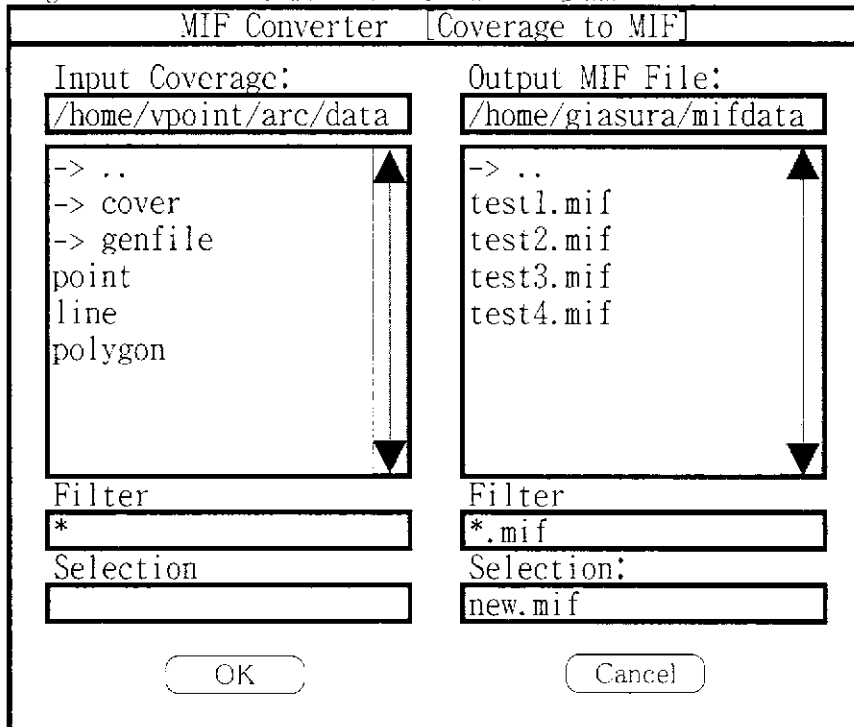 MIF Converter [Coverage to MIF]
Input Coverage:
/home/vpoint/arc/data
-> ..
-> cover
-> genfile
point
line
polygon
Filter
*
Selection
Output MIF File:
/home/giasura/mifdata
-> ..
test1.mif
test2.mif
test3.mif
test4.mif
Filter
*.mif
Selection:
new.mif
OK
Cancel